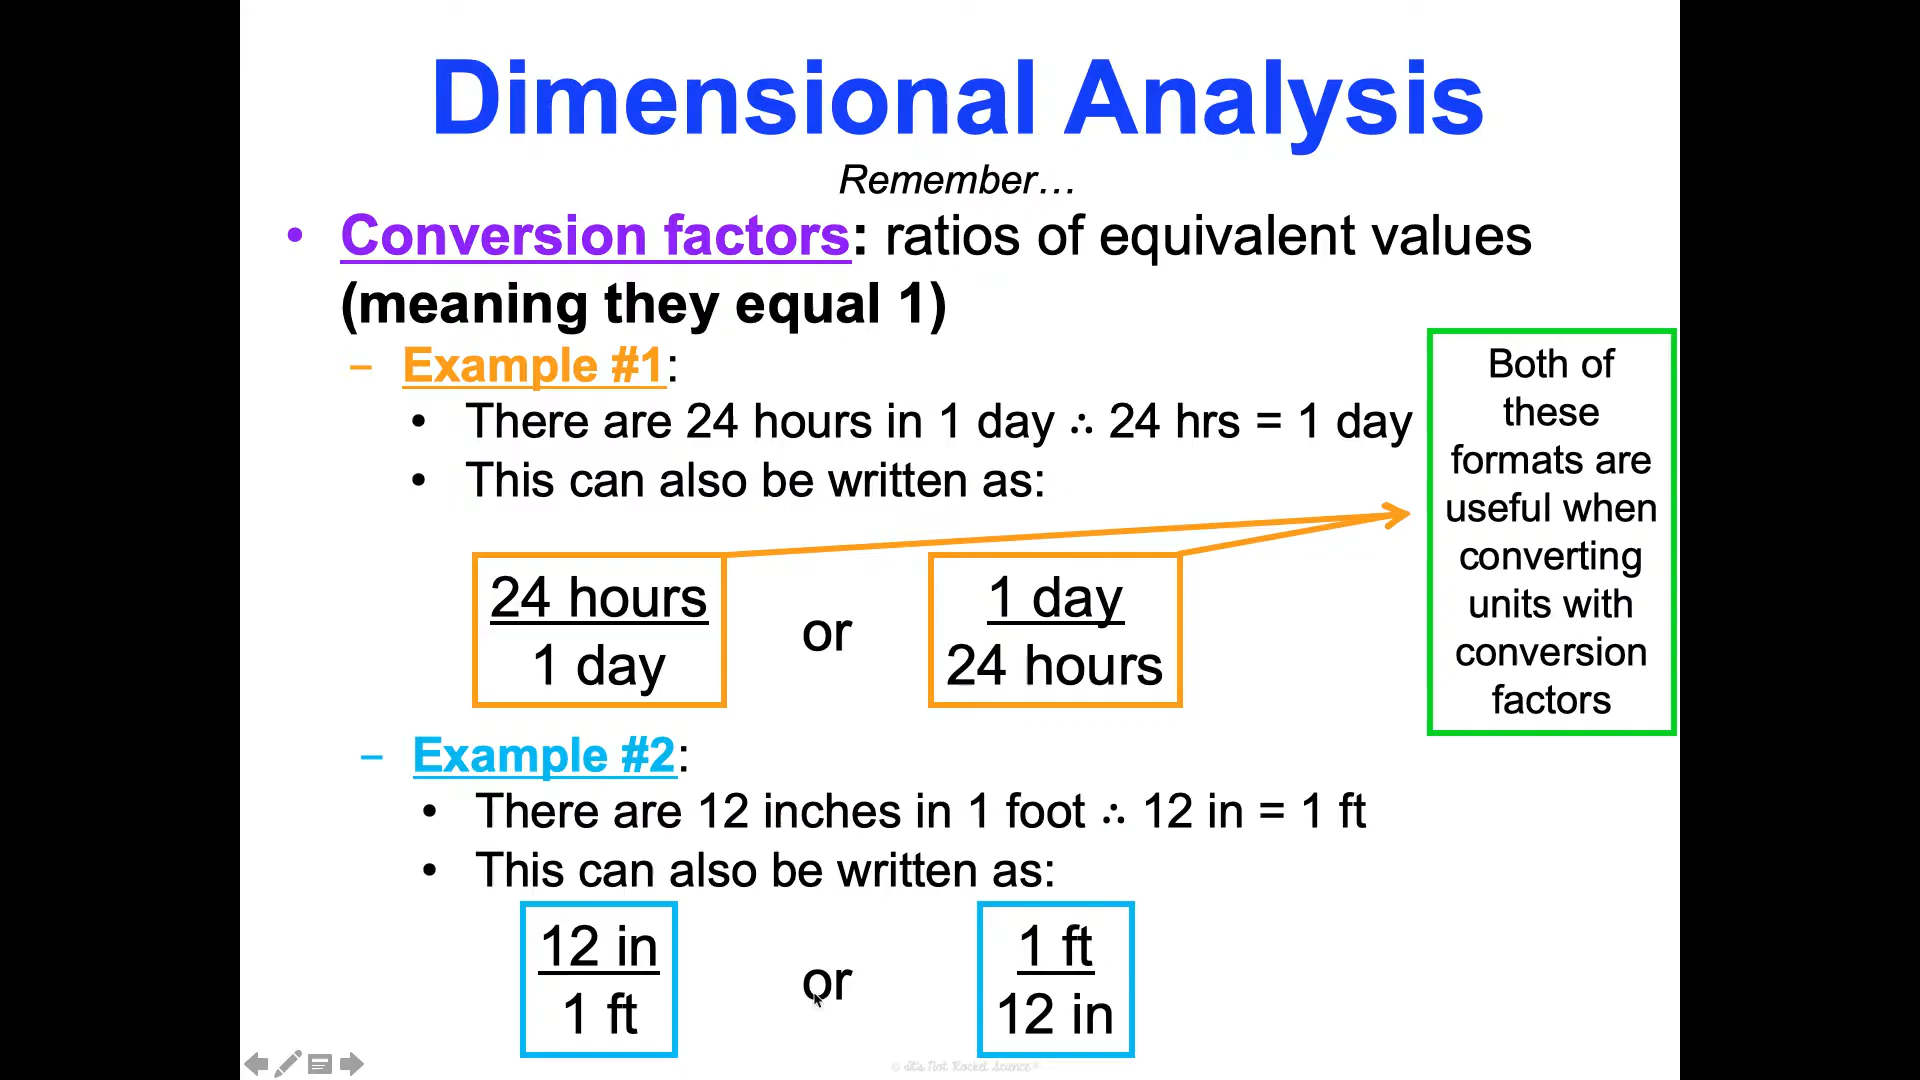 Dimensional Analysis
Remember…
• Conversion factors: ratios of equivalent values
(meaning they equal 1)
– Example #1:
• There are 24 hours in 1 day ∴ 24 hrs = 1 day
• This can also be written as:
24 hours
1 day
or
1 day
24 hours
Both of
these
formats are
useful when
converting
units with
conversion
factors
– Example #2:
• There are 12 inches in 1 foot ∴ 12 in = 1 ft
• This can also be written as:
12 in
1 ft
or
1 ft
12 in
© It's Not Rocket Science